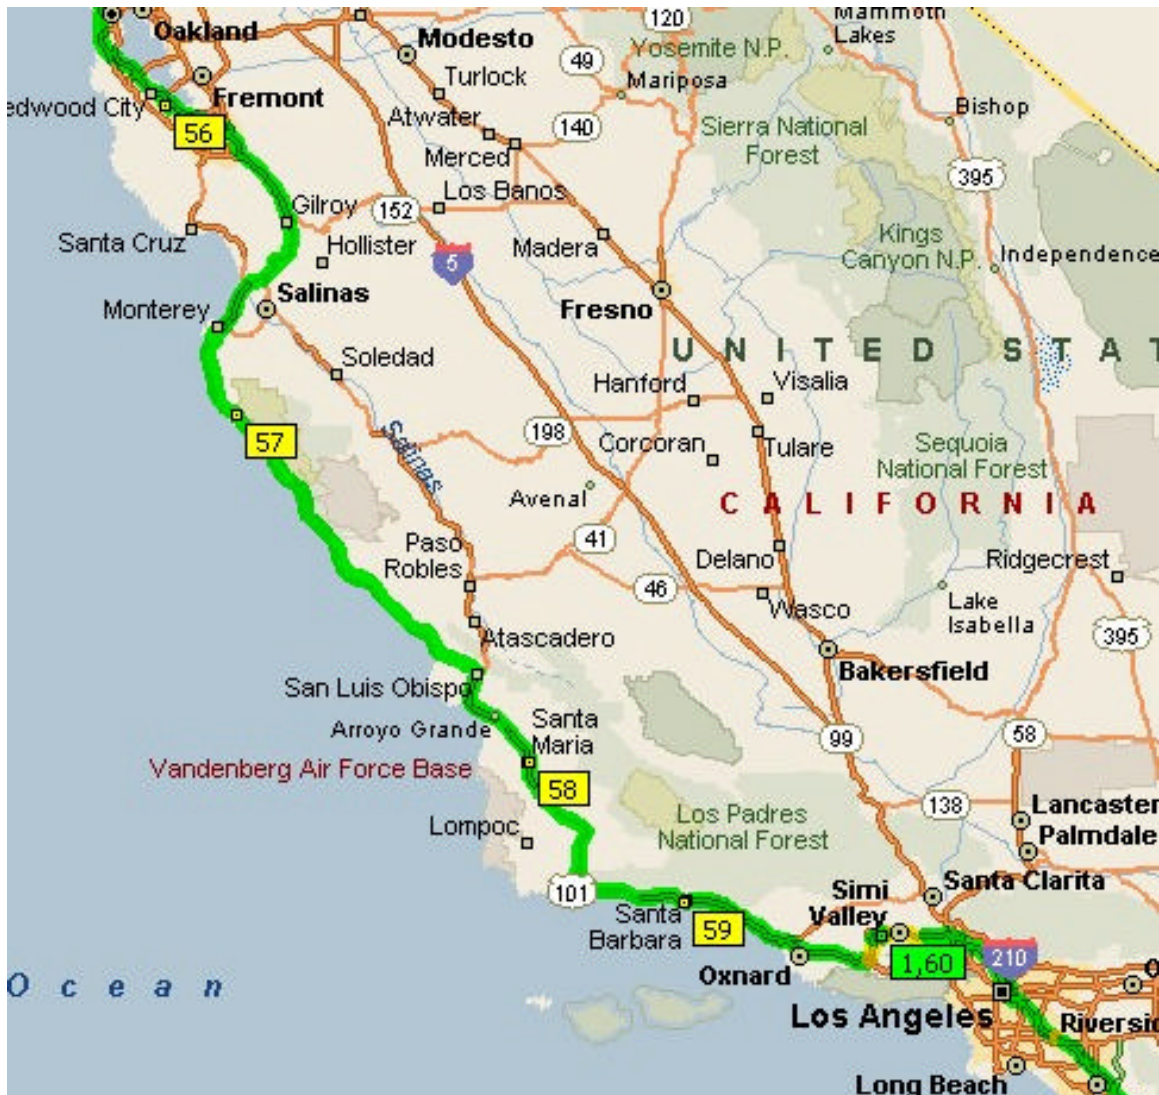 120
Mammoth
Lakes
Oakland
Modesto
Yosemite N.P.
49
Turlock
Mariposa
edwood City
Fremont
Bishop
56
Atwater
140
Sierra National
Forest
Merced
395
Gilroy
152
Los Banos
Santa Cruz
Hollister
Madera
Kings
Canyon N.P.
Independence
5
Salinas
Monterey
Fresno
UNITED STAT
Soledad
Hanford
Visalia
57
Salinas
198
Corcoran
Tulare
Sequoia
National Forest
Avenal
CALIFORNIA
Paso
Robles
41
Delano
Ridgecrest
46
Wasco
Lake
Isabella
395
Atascadero
Bakersfield
San Luis Obispo
Arroyo Grande
Santa
Maria
99
58
Vandenberg Air Force Base
58
Los Padres
National Forest
138
Lancaster
Palmdale
Lompoc
101
Simi
Valley
Santa Clarita
Santa
Barbara
59
1,60
210
Oxnard
Ocean
Los Angeles
Riversid
Long Beach